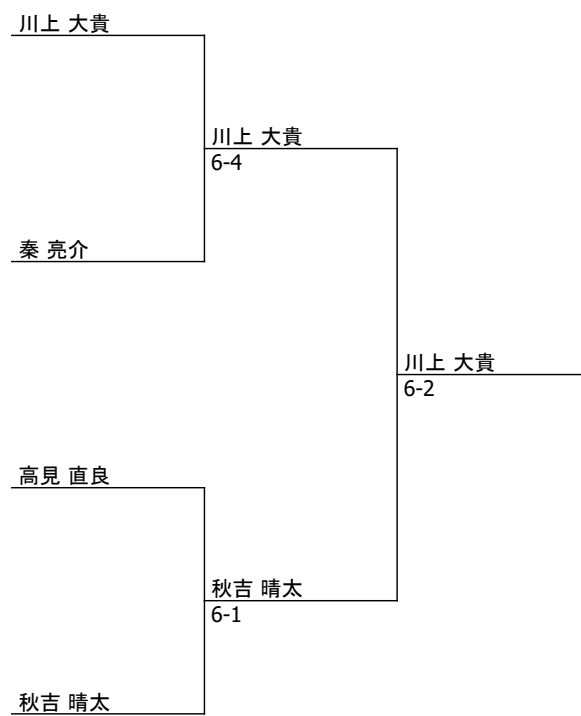 川上 大貴
川上 大貴
6-4
秦 亮介
川上 大貴
6-2
高見 直良
秋吉 晴太
6-1
秋吉 晴太